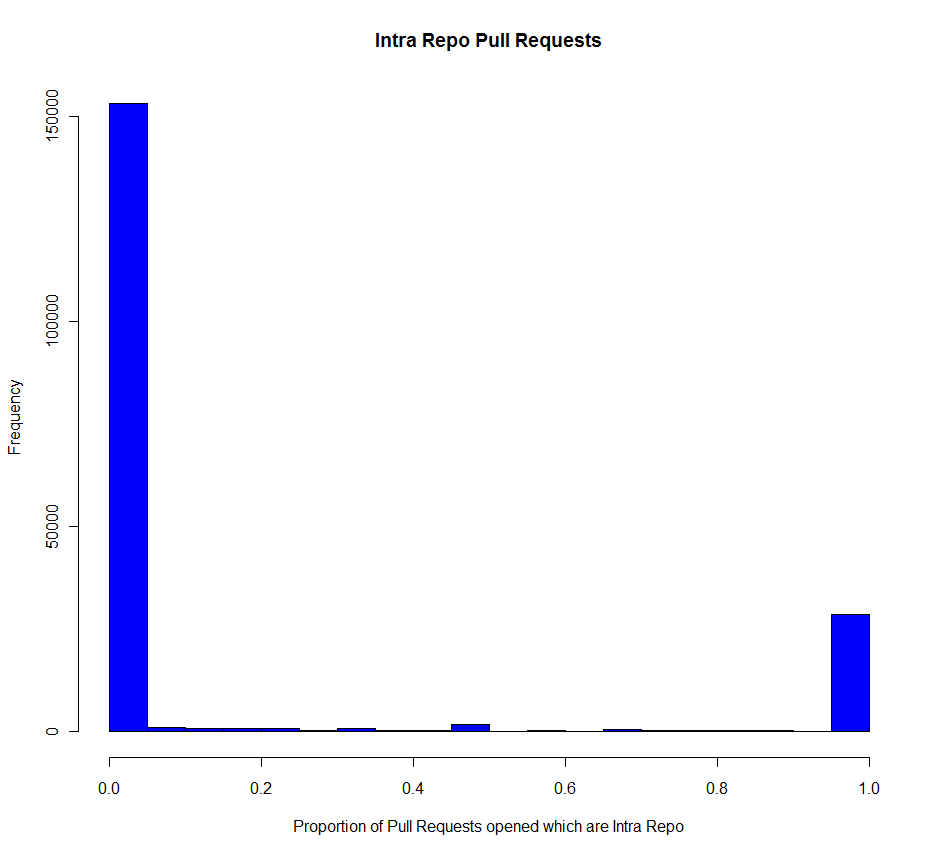 Intra Repo Pull Requests
Frequency
150000
100000
50000
0
0.0 0.2 0.4 0.6 0.8 1.0
Proportion of Pull Requests opened which are Intra Repo